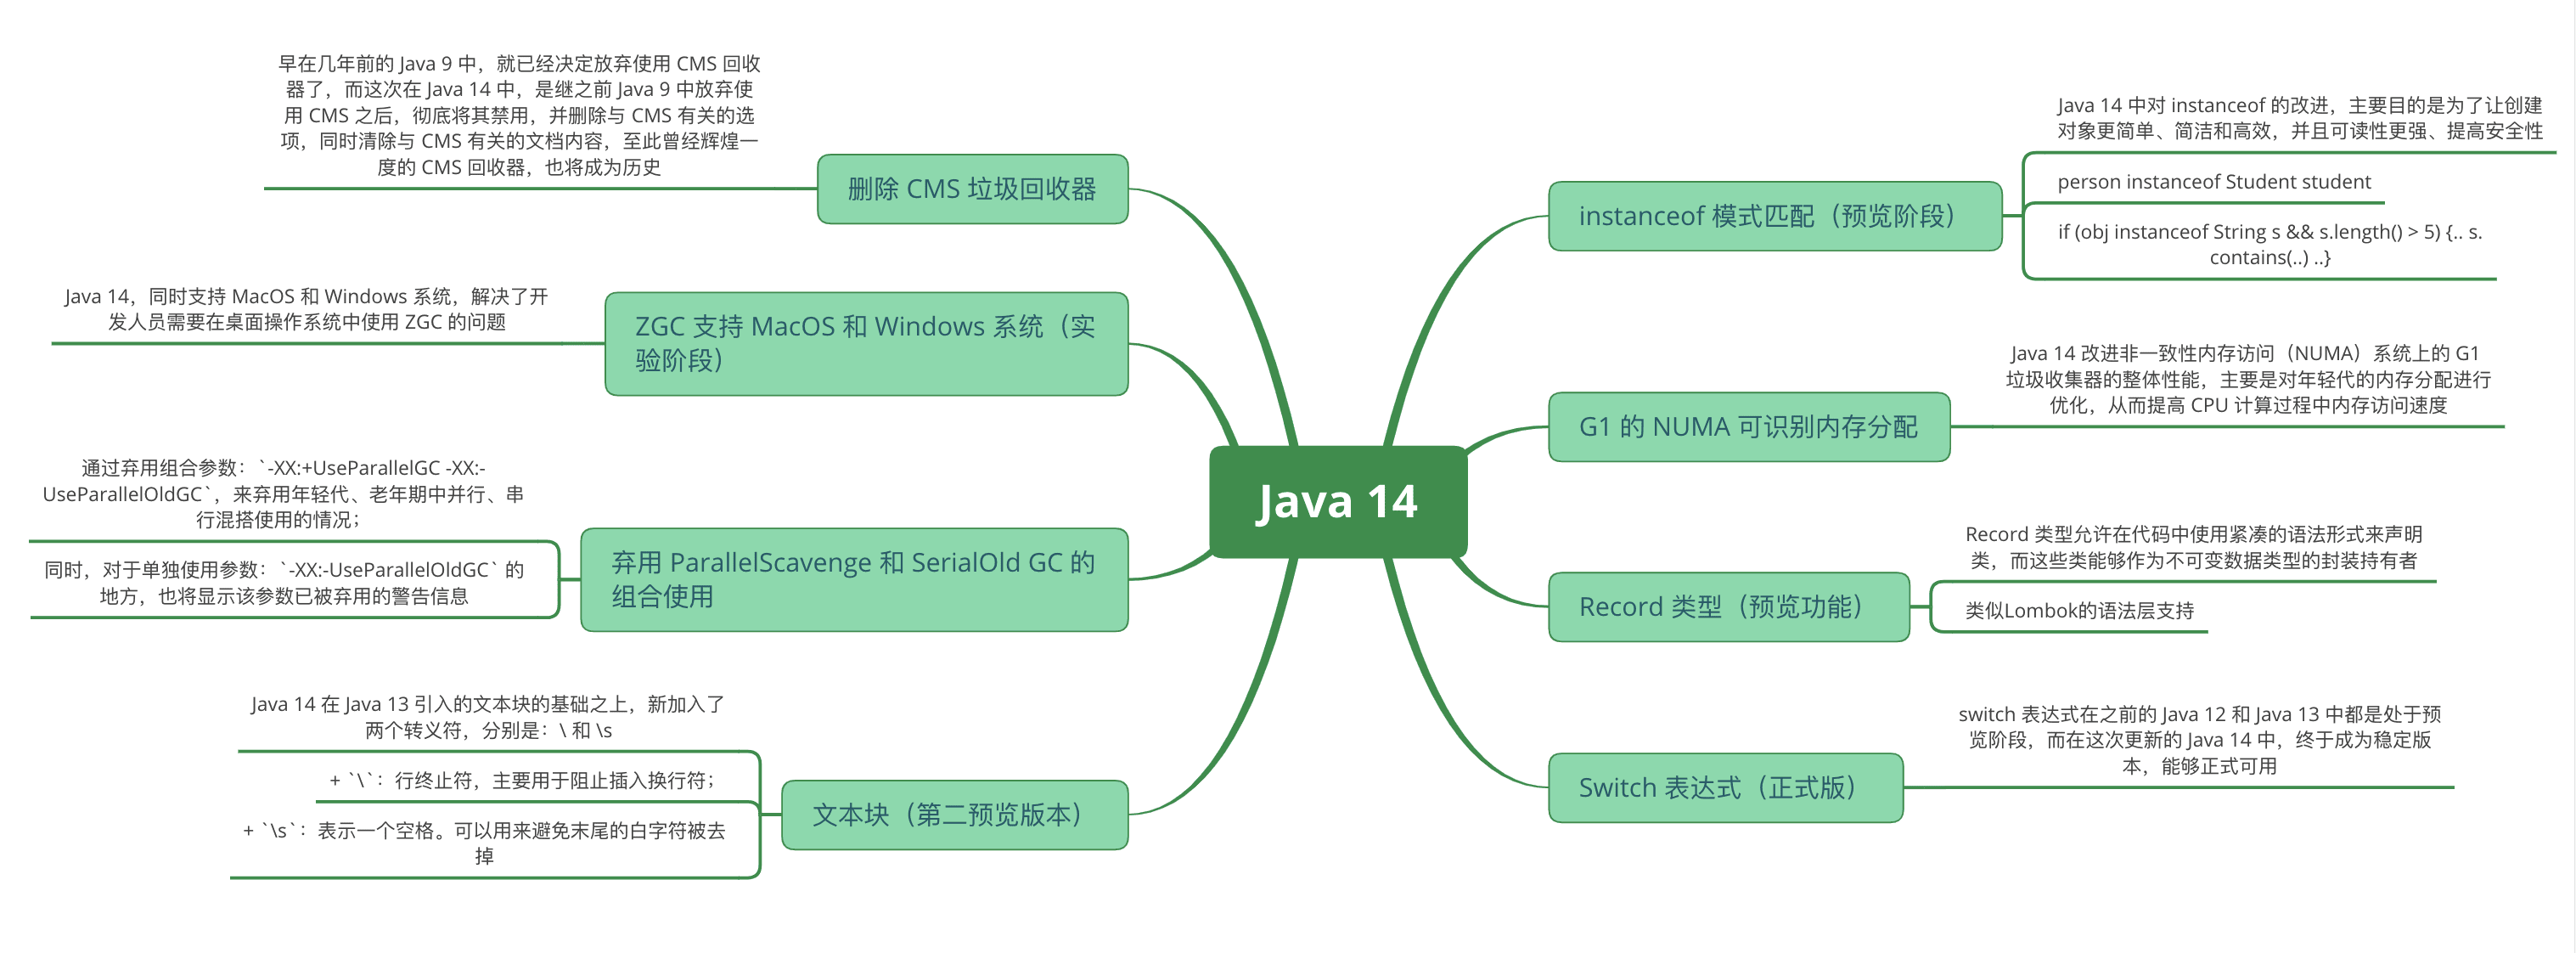 Java 14
instanceof 模式匹配（预览阶段）
Java 14 中对 instanceof 的改进，主要目的是为了让创建
对象更简单、简洁和高效，并且可读性更强、提高安全性
person instanceof Student student
if (obj instanceof String s && s.length() > 5) {.. s.
contains(..) ..}
G1 的 NUMA 可识别内存分配
Java 14 改进非一致性内存访问（NUMA）系统上的 G1
垃圾收集器的整体性能，主要是对年轻代的内存分配进行
优化，从而提高 CPU 计算过程中内存访问速度
Record 类型（预览功能）
Record 类型允许在代码中使用紧凑的语法形式来声明
类，而这些类能够作为不可变数据类型的封装持有者
类似Lombok的语法层支持
Switch 表达式（正式版）
switch 表达式在之前的 Java 12 和 Java 13 中都是处于预
览阶段，而在这次更新的 Java 14 中，终于成为稳定版
本，能够正式可用
删除 CMS 垃圾回收器
早在几年前的 Java 9 中，就已经决定放弃使用 CMS 回收
器了，而这次在 Java 14 中，是继之前 Java 9 中放弃使
用 CMS 之后，彻底将其禁用，并删除与 CMS 有关的选
项，同时清除与 CMS 有关的文档内容，至此曾经辉煌一
度的 CMS 回收器，也将成为历史
ZGC 支持 MacOS 和 Windows 系统（实
验阶段）
Java 14，同时支持 MacOS 和 Windows 系统，解决了开
发人员需要在桌面操作系统中使用 ZGC 的问题
弃用 ParallelScavenge 和 SerialOld GC 的
组合使用
通过弃用组合参数：`-XX:+UseParallelGC -XX:-
UseParallelOldGC`，来弃用年轻代、老年期中并行、串
行混搭使用的情况；
同时，对于单独使用参数：`-XX:-UseParallelOldGC` 的
地方，也将显示该参数已被弃用的警告信息
文本块（第二预览版本）
Java 14 在 Java 13 引入的文本块的基础之上，新加入了
两个转义符，分别是：\ 和 \s
+ `\`：行终止符，主要用于阻止插入换行符；
+ `\s`：表示一个空格。可以用来避免末尾的白字符被去
掉